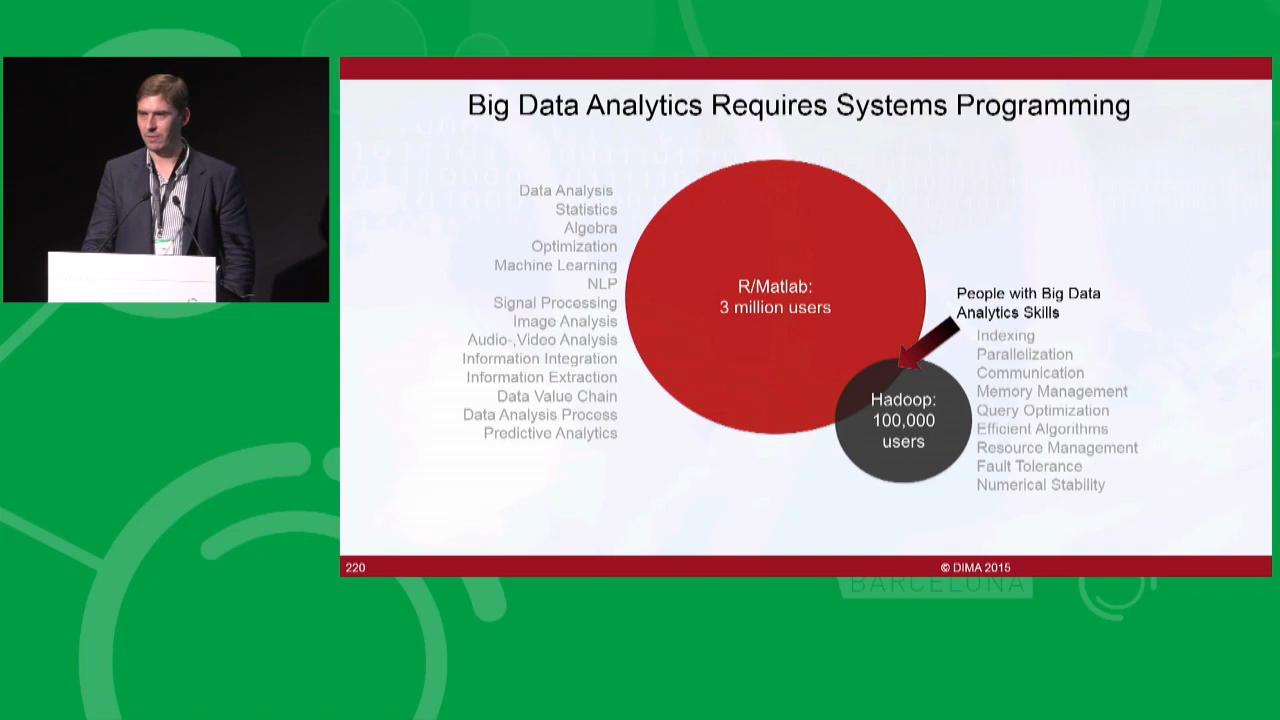 Big Data Analytics Requires Systems Programming
Data Analysis
Statistics
Algebra
Optimization
Machine Learning
NLP
Signal Processing
Image Analysis
Audio-,Video Analysis
Information Integration
Information Extraction
Data Value Chain
Data Analysis Process
Predictive Analytics
R/Matlab:
3 million users
People with Big Data
Analytics Skills
Hadoop:
100,000
users
Indexing
Parallelization
Communication
Memory Management
Query Optimization
Efficient Algorithms
Resource Management
Fault Tolerance
Numerical Stability
220
© DIMA 2015
BARCELONA